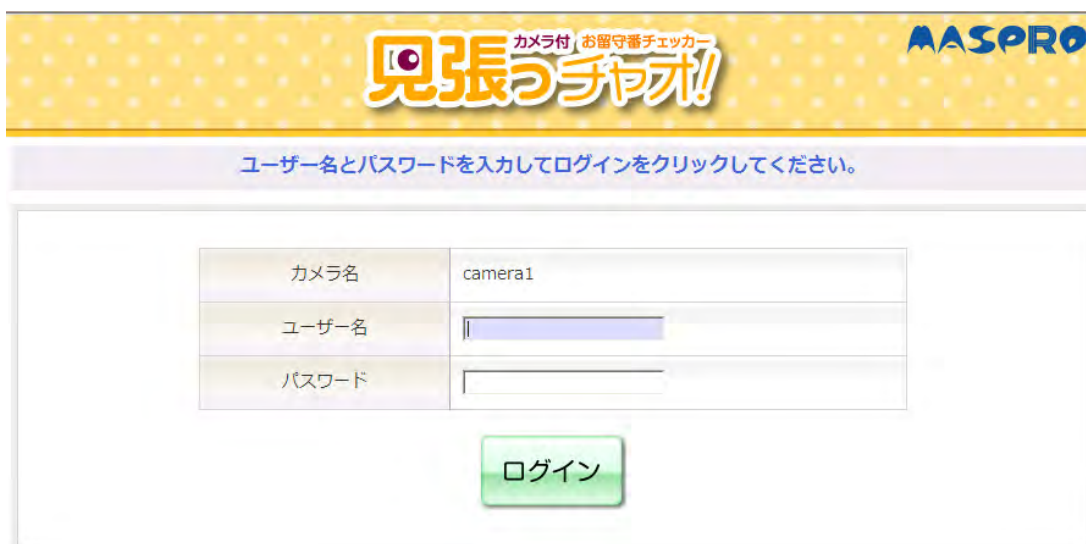 カメラ付 お留守番チェッカー
見張っチャオ!
MASPRO
ユーザー名とパスワードを入力してログインをクリックしてください。
カメラ名 camera1
ユーザー名
パスワード
ログイン